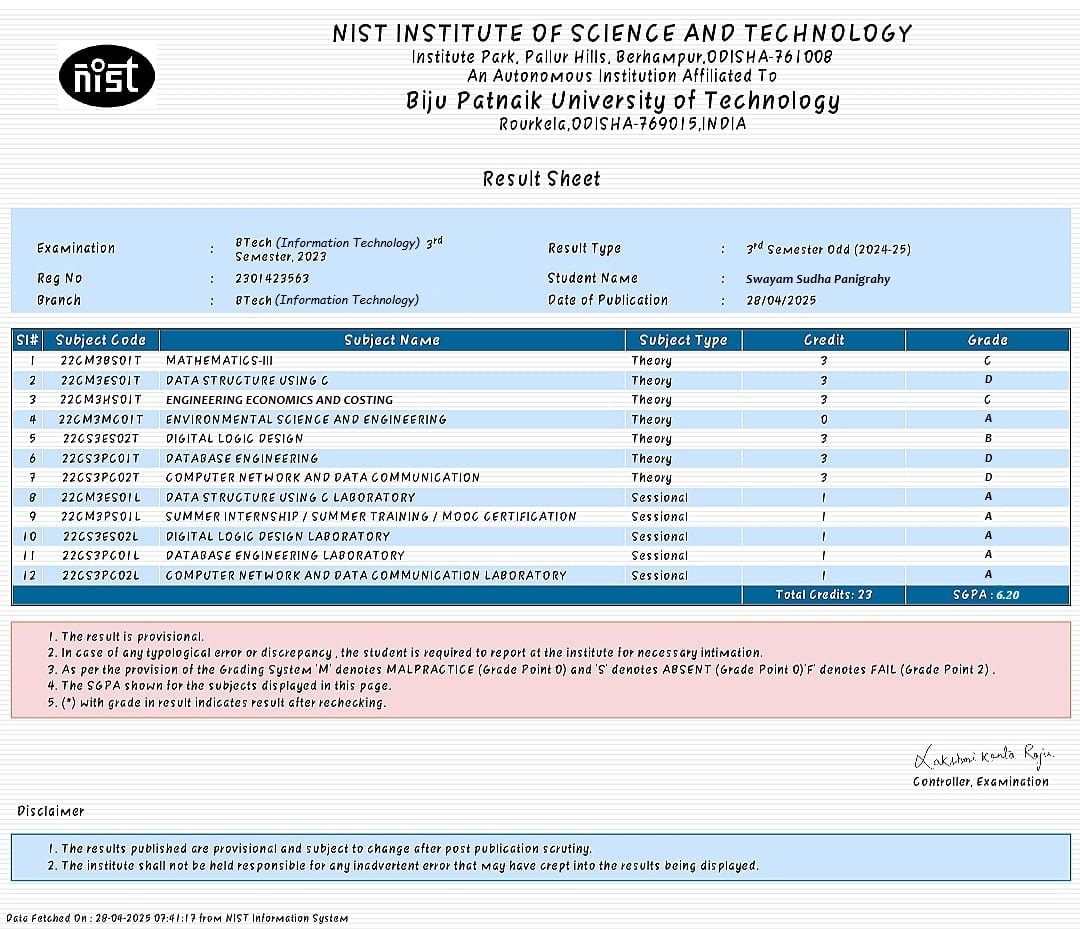 NIST INSTITUTE OF SCIENCE AND TECHNOLOGY
Institute Park, Pallur Hills, Berhampur,ODISHA-761008
nist
An Autonomous Institution Affiliated To
Biju Patnaik University of Technology
Rourkela,ODISHA-769015,INDIA
Result Sheet
Examination : BTech (Information Technology) 3rd Semester, 2023 Result Type : 3rd Semester Odd (2024-25)
Reg No : 2301423563 Student Name : Swayam Sudha Panigrahy
Branch : BTech (Information Technology) Date of Publication : 28/04/2025
Sl# Subject Code Subject Name Subject Type Credit Grade
1 22CM3BS01T MATHEMATICS-III Theory 3 C
2 22CM3ES01T DATA STRUCTURE USING C Theory 3 D
3 22CM3HS01T ENGINEERING ECONOMICS AND COSTING Theory 3 C
4 22CM3MC01T ENVIRONMENTAL SCIENCE AND ENGINEERING Theory 0 A
5 22CS3ES02T DIGITAL LOGIC DESIGN Theory 3 B
6 22CS3PC01T DATABASE ENGINEERING Theory 3 D
7 22CS3PC02T COMPUTER NETWORK AND DATA COMMUNICATION Theory 3 D
8 22CM3ES01L DATA STRUCTURE USING C LABORATORY Sessional 1 A
9 22CM3PS01L SUMMER INTERNSHIP / SUMMER TRAINING / MOOC CERTIFICATION Sessional 1 A
10 22CS3ES02L DIGITAL LOGIC DESIGN LABORATORY Sessional 1 A
11 22CS3PC01L DATABASE ENGINEERING LABORATORY Sessional 1 A
12 22CS3PC02L COMPUTER NETWORK AND DATA COMMUNICATION LABORATORY Sessional 1 A
Total Credits: 23 SGPA : 6.20
1. The result is provisional.
2. In case of any typological error or discrepancy , the student is required to report at the institute for necessary intimation.
3. As per the provision of the Grading System 'M' denotes MALPRACTICE (Grade Point 0) and 'S' denotes ABSENT (Grade Point 0)'F' denotes FAIL (Grade Point 2) .
4. The SGPA shown for the subjects displayed in this page.
5. (*) with grade in result indicates result after rechecking.
Lakshmi Kanta Raju
Controller, Examination
Disclaimer
1. The results published are provisional and subject to change after post publication scrutiny.
2. The institute shall not be held responsible for any inadvertent error that may have crept into the results being displayed.
Data Fetched On : 28-04-2025 07:41:17 from NIST Information System